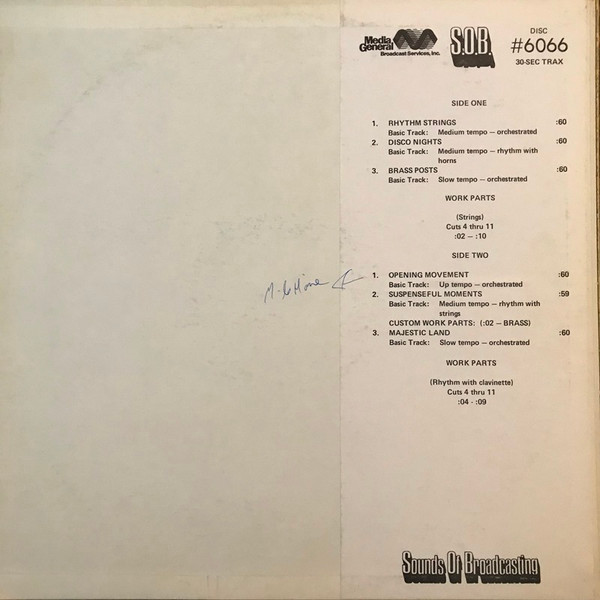 Media
General
Broadcast Services, Inc.
S.O.B.
DISC
#6066
30-SEC TRAX
SIDE ONE
1. RHYTHM STRINGS :60
Basic Track: Medium tempo — orchestrated
2. DISCO NIGHTS :60
Basic Track: Medium tempo — rhythm with
horns
3. BRASS POSTS :60
Basic Track: Slow tempo — orchestrated
WORK PARTS
(Strings)
Cuts 4 thru 11
:02 — :10
SIDE TWO
1. OPENING MOVEMENT :60
Basic Track: Up tempo — orchestrated
2. SUSPENSEFUL MOMENTS :59
Basic Track: Medium tempo — rhythm with
strings
CUSTOM WORK PARTS: (:02 — BRASS)
3. MAJESTIC LAND :60
Basic Track: Slow tempo — orchestrated
WORK PARTS
(Rhythm with clavinette)
Cuts 4 thru 11
:04 - :09
Sounds Of Broadcasting